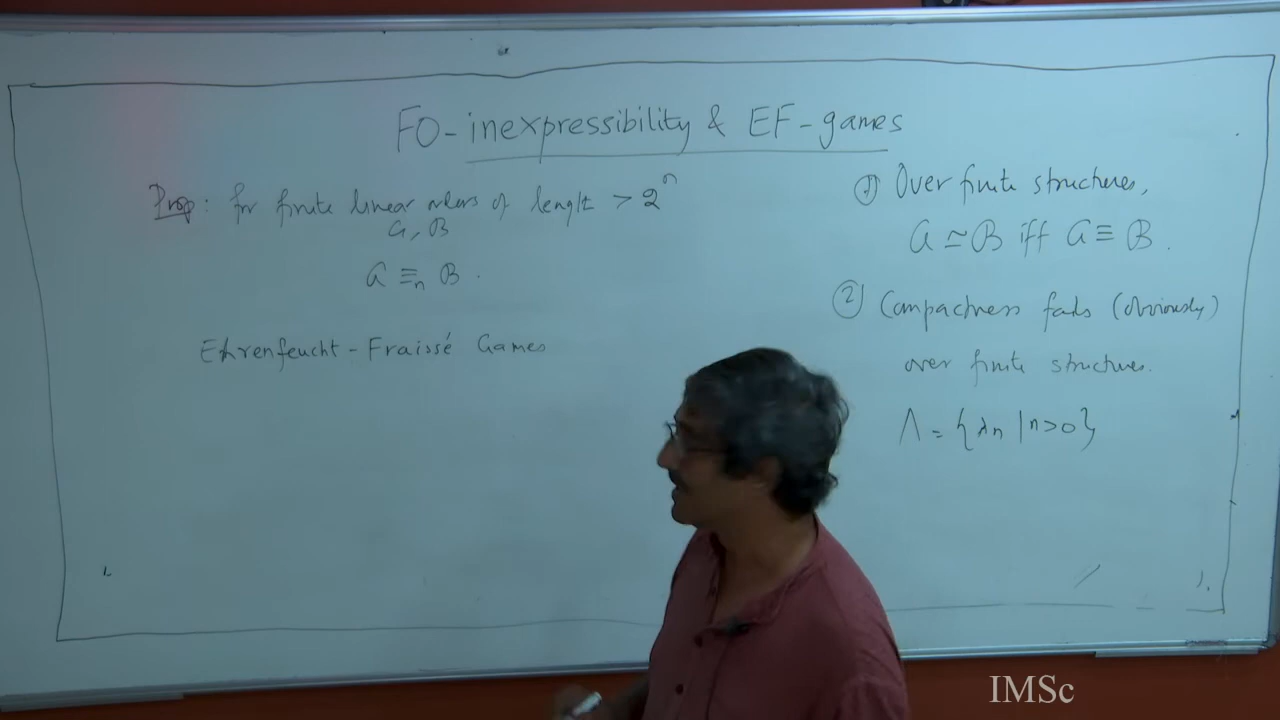 FO-inexpressibility & EF-games
Prop: for finite linear orders of length > 2^n
𝒜, ℬ
𝒜 ≡n ℬ.
Ehrenfeucht - Fraissé Games
① Over finite structures,
𝒜 ≃ ℬ iff 𝒜 ≡ ℬ.
② Compactness fails (obviously)
over finite structures.
Λ = {λn | n>0}
IMSc